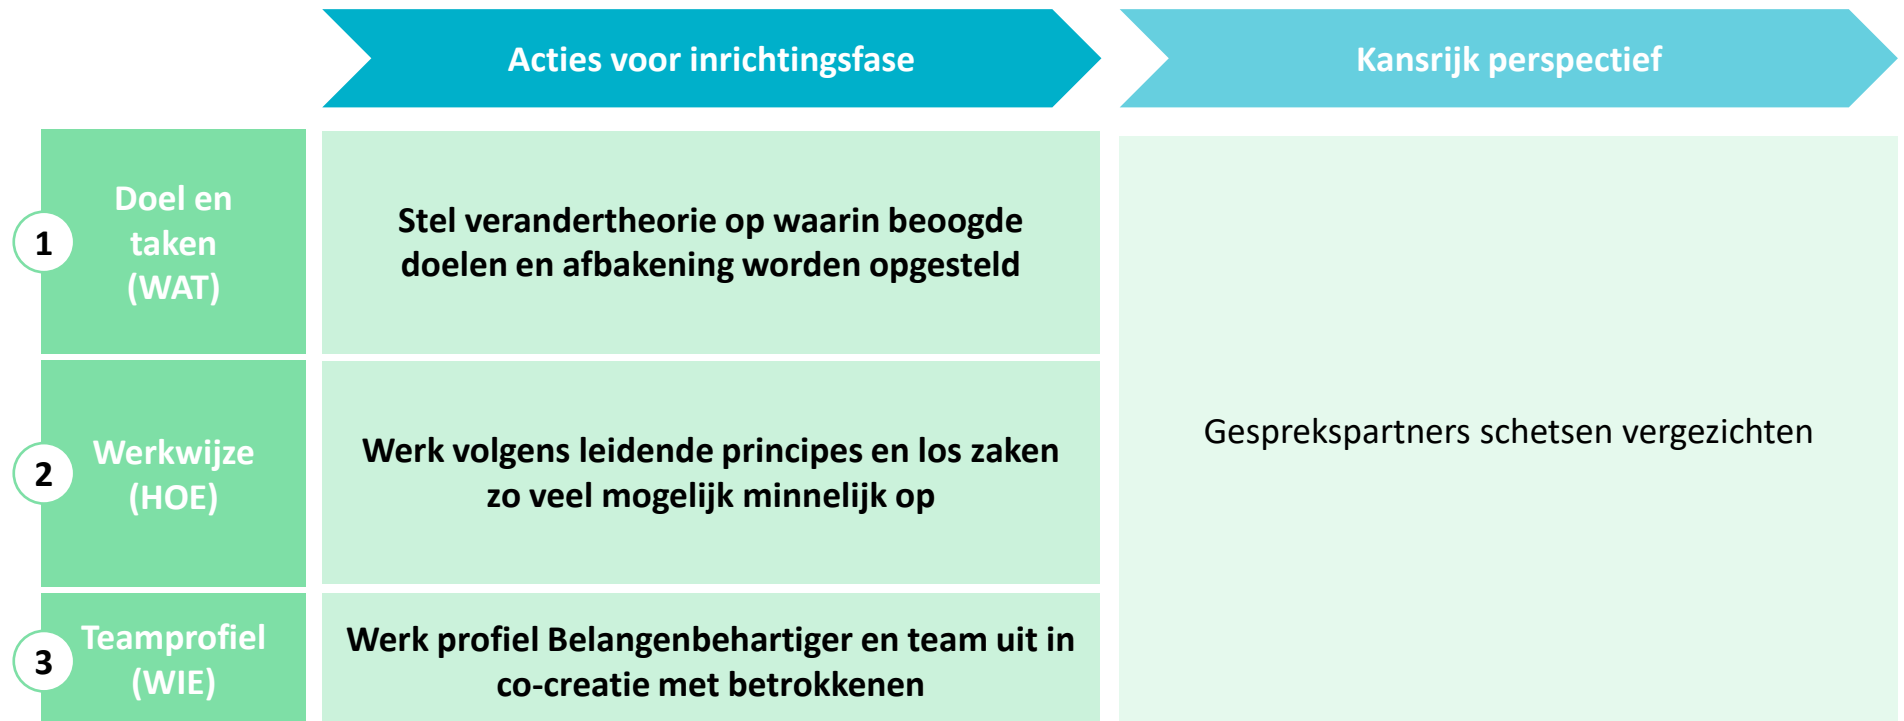 Acties voor inrichtingsfase
Kansrijk perspectief
1
Doel en
taken
(WAT)
Stel verandertheorie op waarin beoogde
doelen en afbakening worden opgesteld
2
Werkwijze
(HOE)
Werk volgens leidende principes en los zaken
zo veel mogelijk minnelijk op
3
Teamprofiel
(WIE)
Werk profiel Belangenbehartiger en team uit in
co-creatie met betrokkenen
Gesprekspartners schetsen vergezichten